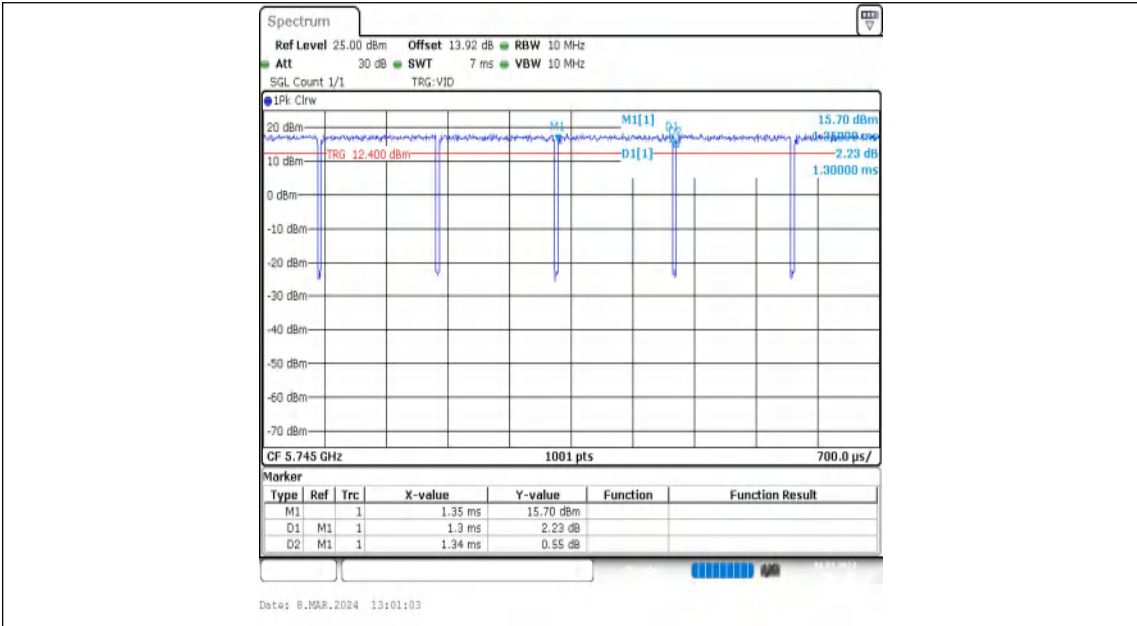 Spectrum
Ref Level 25.00 dBm Offset 13.92 dB RBW 10 MHz
Att 30 dB SWT 7 ms VBW 10 MHz
SGL Count 1/1 TRG:VID
1Pk Clrw
M1[1] 15.70 dBm
1.35000 ms
D1[1] 2.23 dB
1.30000 ms
M1
D1
D2
20 dBm
TRG 12.400 dBm
10 dBm
0 dBm
-10 dBm
-20 dBm
-30 dBm
-40 dBm
-50 dBm
-60 dBm
-70 dBm
CF 5.745 GHz 1001 pts 700.0 µs/
Marker
Type Ref Trc X-value Y-value Function Function Result
M1 1 1.35 ms 15.70 dBm
D1 M1 1 1.3 ms 2.23 dB
D2 M1 1 1.34 ms 0.55 dB
Date: 8.MAR.2024 13:01:03